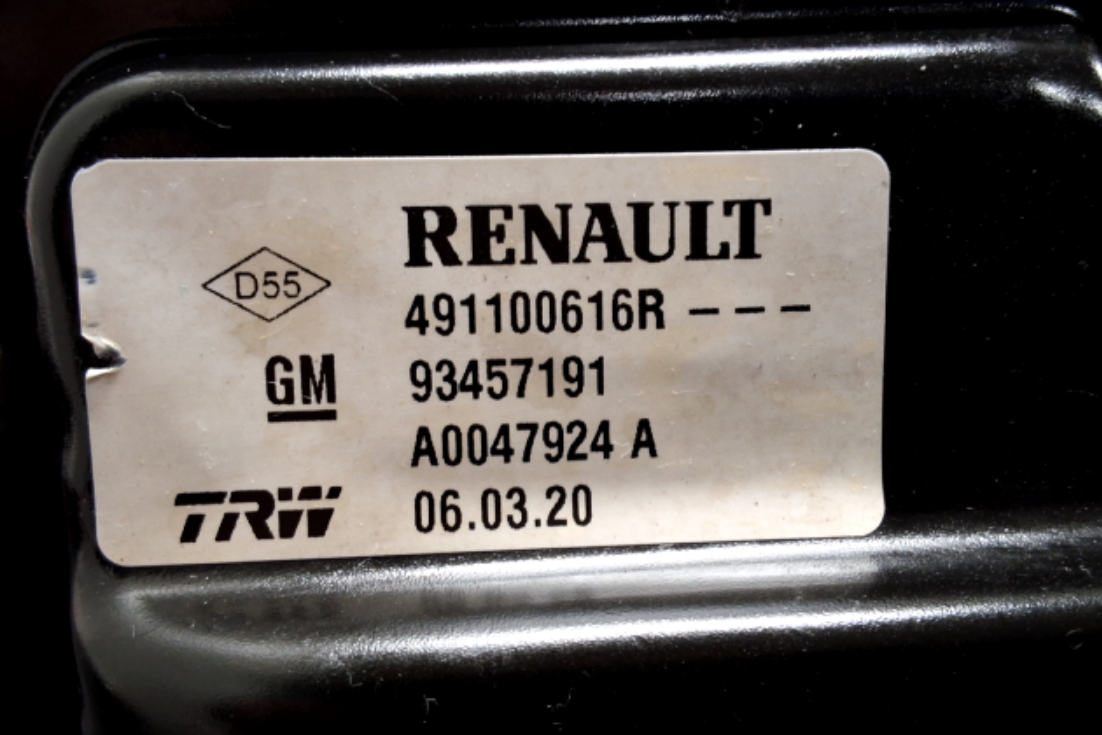 RENAULT
D55
491100616R ---
GM
93457191
A0047924 A
TRW
06.03.20